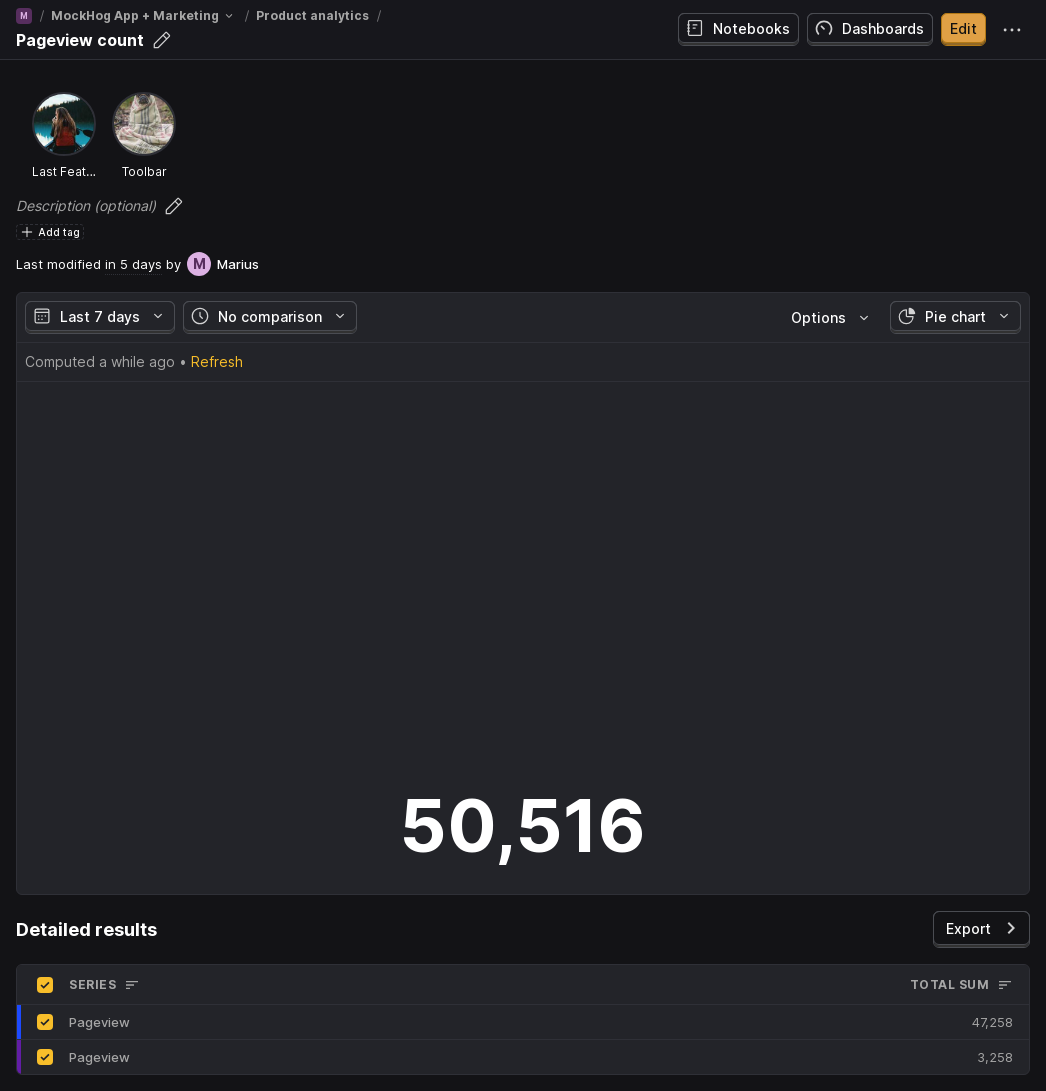 M / MockHog App + Marketing / Product analytics /
Pageview count
Notebooks
Dashboards
Edit
Last Feat...
Toolbar
Description (optional)
Add tag
Last modified in 5 days by M Marius
Last 7 days
No comparison
Options
Pie chart
Computed a while ago • Refresh
50,516
Detailed results
Export
SERIES
TOTAL SUM
Pageview
47,258
Pageview
3,258